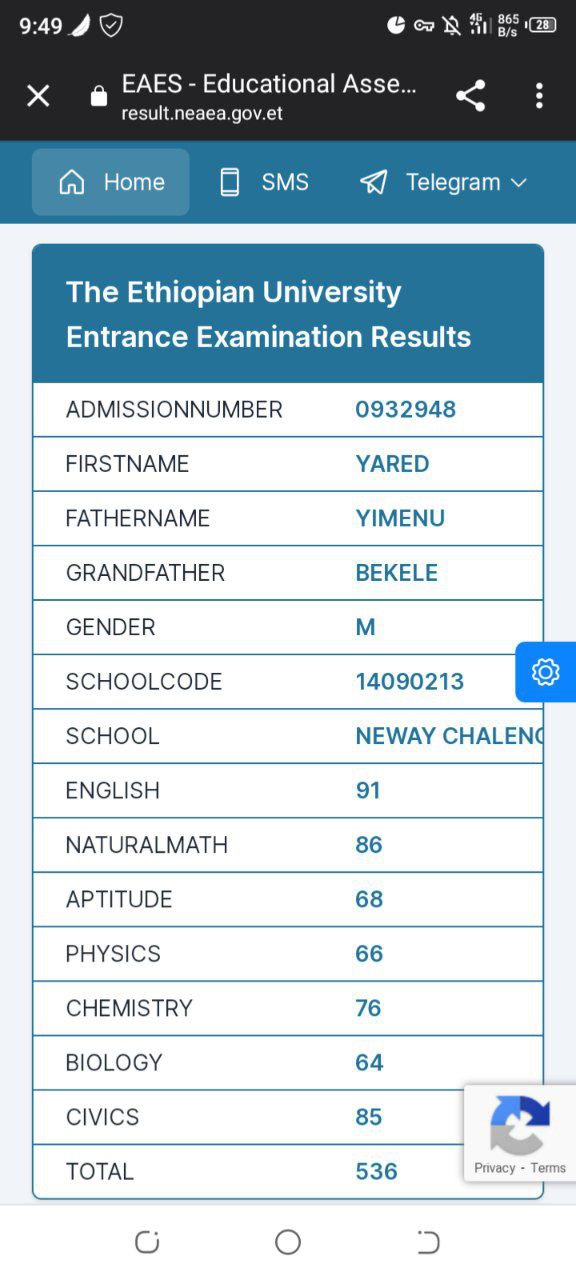 9:49 4G 865 B/s 28
EAES - Educational Asse...
result.neaea.gov.et
Home SMS Telegram
The Ethiopian University
Entrance Examination Results
ADMISSIONNUMBER 0932948
FIRSTNAME YARED
FATHERNAME YIMENU
GRANDFATHER BEKELE
GENDER M
SCHOOLCODE 14090213
SCHOOL NEWAY CHALENG
ENGLISH 91
NATURALMATH 86
APTITUDE 68
PHYSICS 66
CHEMISTRY 76
BIOLOGY 64
CIVICS 85
TOTAL 536
Privacy - Terms